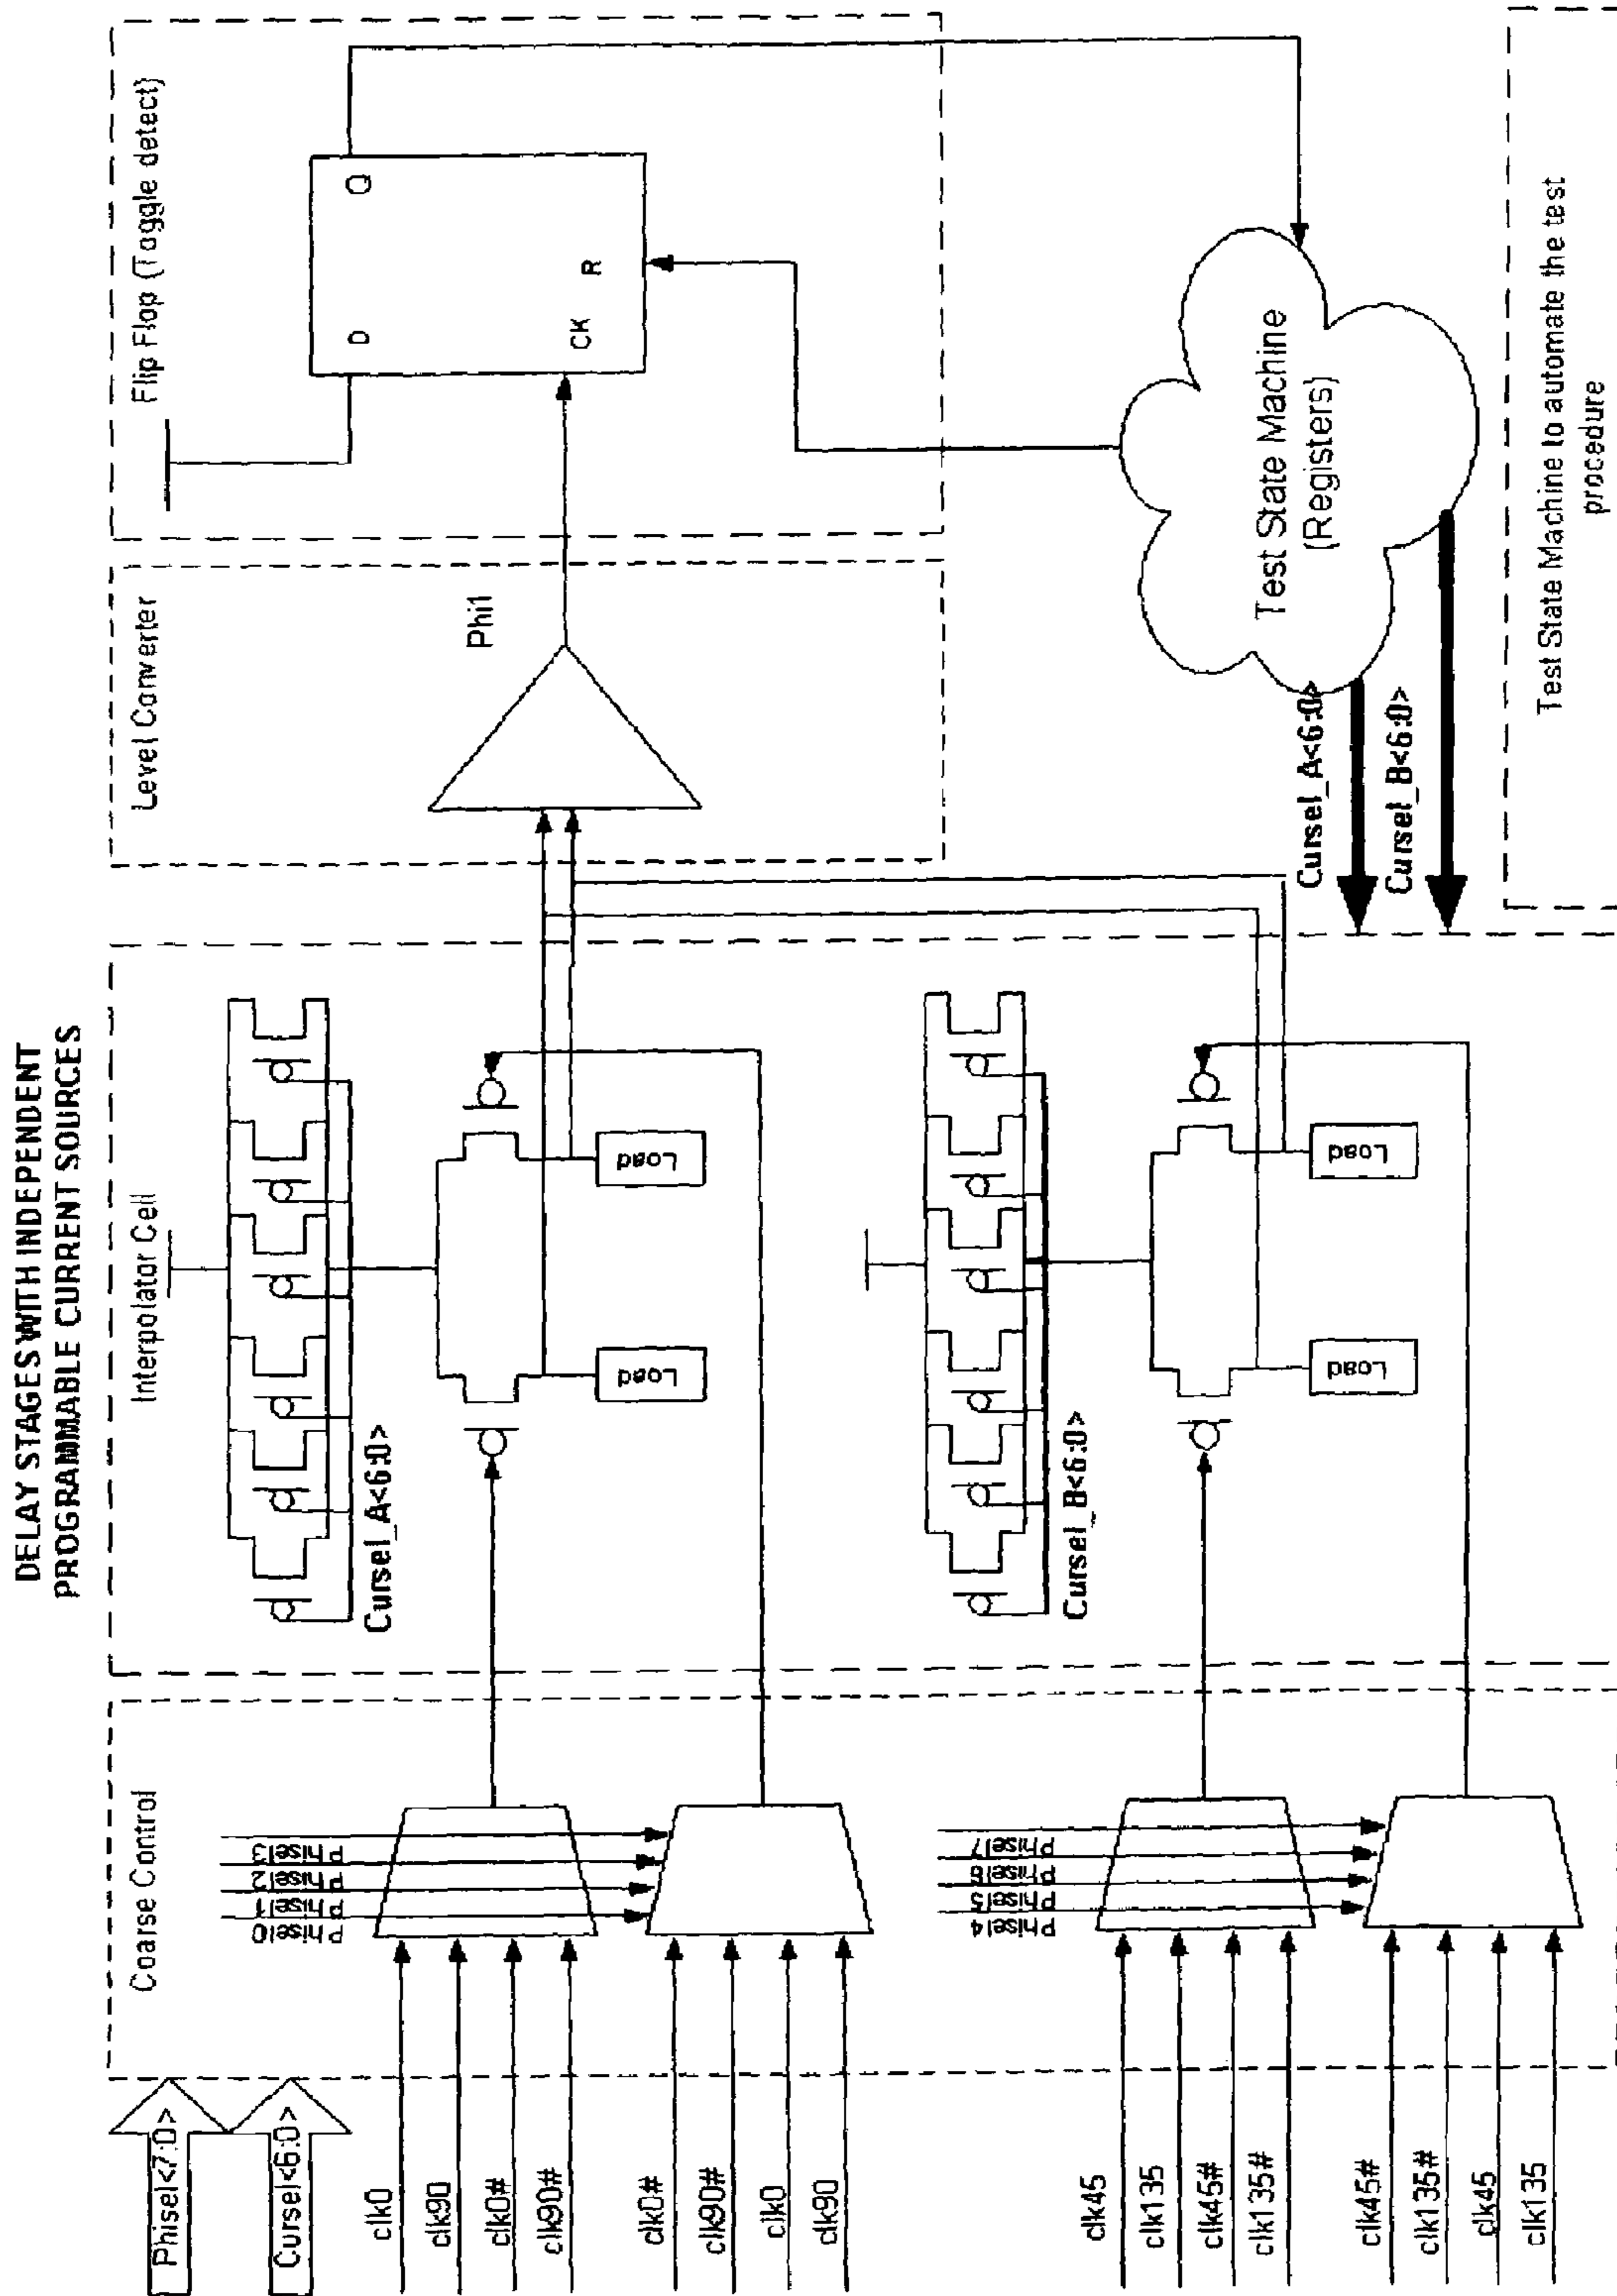 DELAY STAGES WITH INDEPENDENT
PROGRAMMABLE CURRENT SOURCES
Phisel<7:0>
Cursel<6:0>
Coarse Control
Interpolator Cell
Level Converter
Flip Flop (Toggle detect)
clk0
clk90
clk0#
clk90#
clk0#
clk90#
clk0
clk90
clk45
clk135
clk45#
clk135#
clk45#
clk135#
clk45
clk135
Phisel3
Phisel2
Phisel1
Phisel0
Phisel7
Phisel6
Phisel5
Phisel4
Cursel_A<6:0>
Load
Load
Cursel_B<6:0>
Load
Load
Phi1
D
Q
CK
R
Test State Machine
(Registers)
Cursel_A<6:0>
Cursel_B<6:0>
Test State Machine to automate the test
procedure